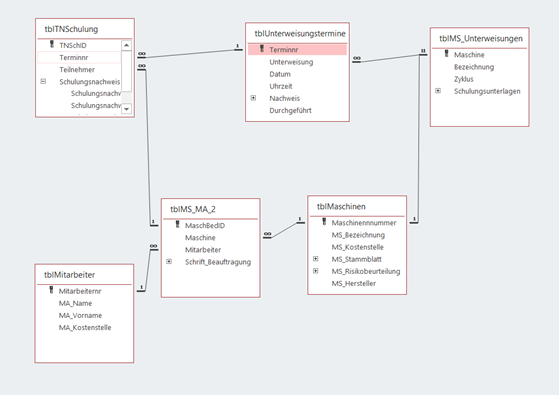 tblTNSchulung
TNSchID
Terminnr
Teilnehmer
Schulungsnachweis
Schulungsnachw
Schulungsnachw
tblUnterweisungstermine
Terminnr
Unterweisung
Datum
Uhrzeit
Nachweis
Durchgeführt
tblMS_Unterweisungen
Maschine
Bezeichnung
Zyklus
Schulungsunterlagen
∞
∞
1
∞
1
1
1
∞
1
∞
1
1
tblMS_MA_2
MaschBedID
Maschine
Mitarbeiter
Schrift_Beauftragung
tblMaschinen
Maschinennnummer
MS_Bezeichnung
MS_Kostenstelle
MS_Stammblatt
MS_Risikobeurteilung
MS_Hersteller
tblMitarbeiter
Mitarbeiternr
MA_Name
MA_Vorname
MA_Kostenstelle